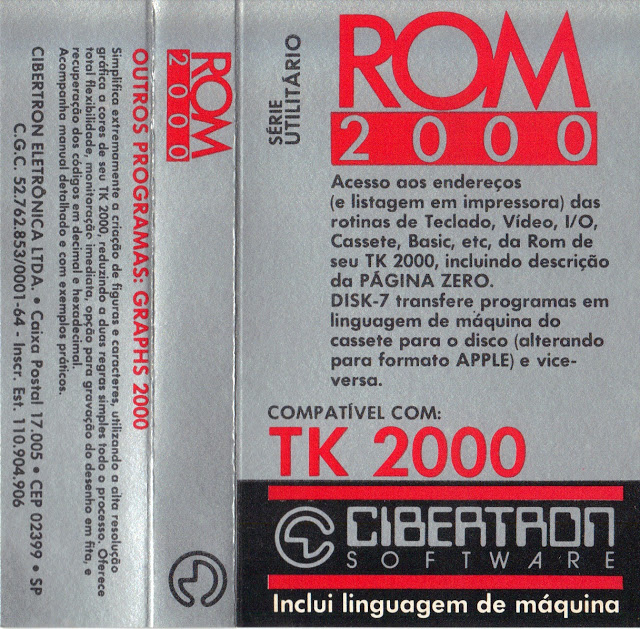 ROM
2000
SÉRIE
UTILITÁRIO
Acesso aos endereços
(e listagem em impressora) das
rotinas de Teclado, Vídeo, I/O,
Cassete, Basic, etc, da Rom de
seu TK 2000, incluindo descrição
da PÁGINA ZERO.
DISK-7 transfere programas em
linguagem de máquina do
cassete para o disco (alterando
para formato APPLE) e vice-
versa.
COMPATÍVEL COM:
TK 2000
CIBERTRON
SOFTWARE
Inclui linguagem de máquina
ROM
2000
OUTROS PROGRAMAS: GRAPHS 2000
Simplifica extremamente a criação de figuras e caracteres, utilizando a alta resolução
gráfica a cores de seu TK 2000, reduzindo a duas regras simples todo o processo. Oferece
total flexibilidade, monitoração imediata, opção para gravação do desenho em fita, e
recuperação dos códigos em decimal e hexadecimal.
Acompanha manual detalhado e com exemplos práticos.
CIBERTRON ELETRÔNICA LTDA. • Caixa Postal 17.005 • CEP 02399 • SP
C.G.C. 52.762.853/0001-64 - Inscr. Est. 110.904.906